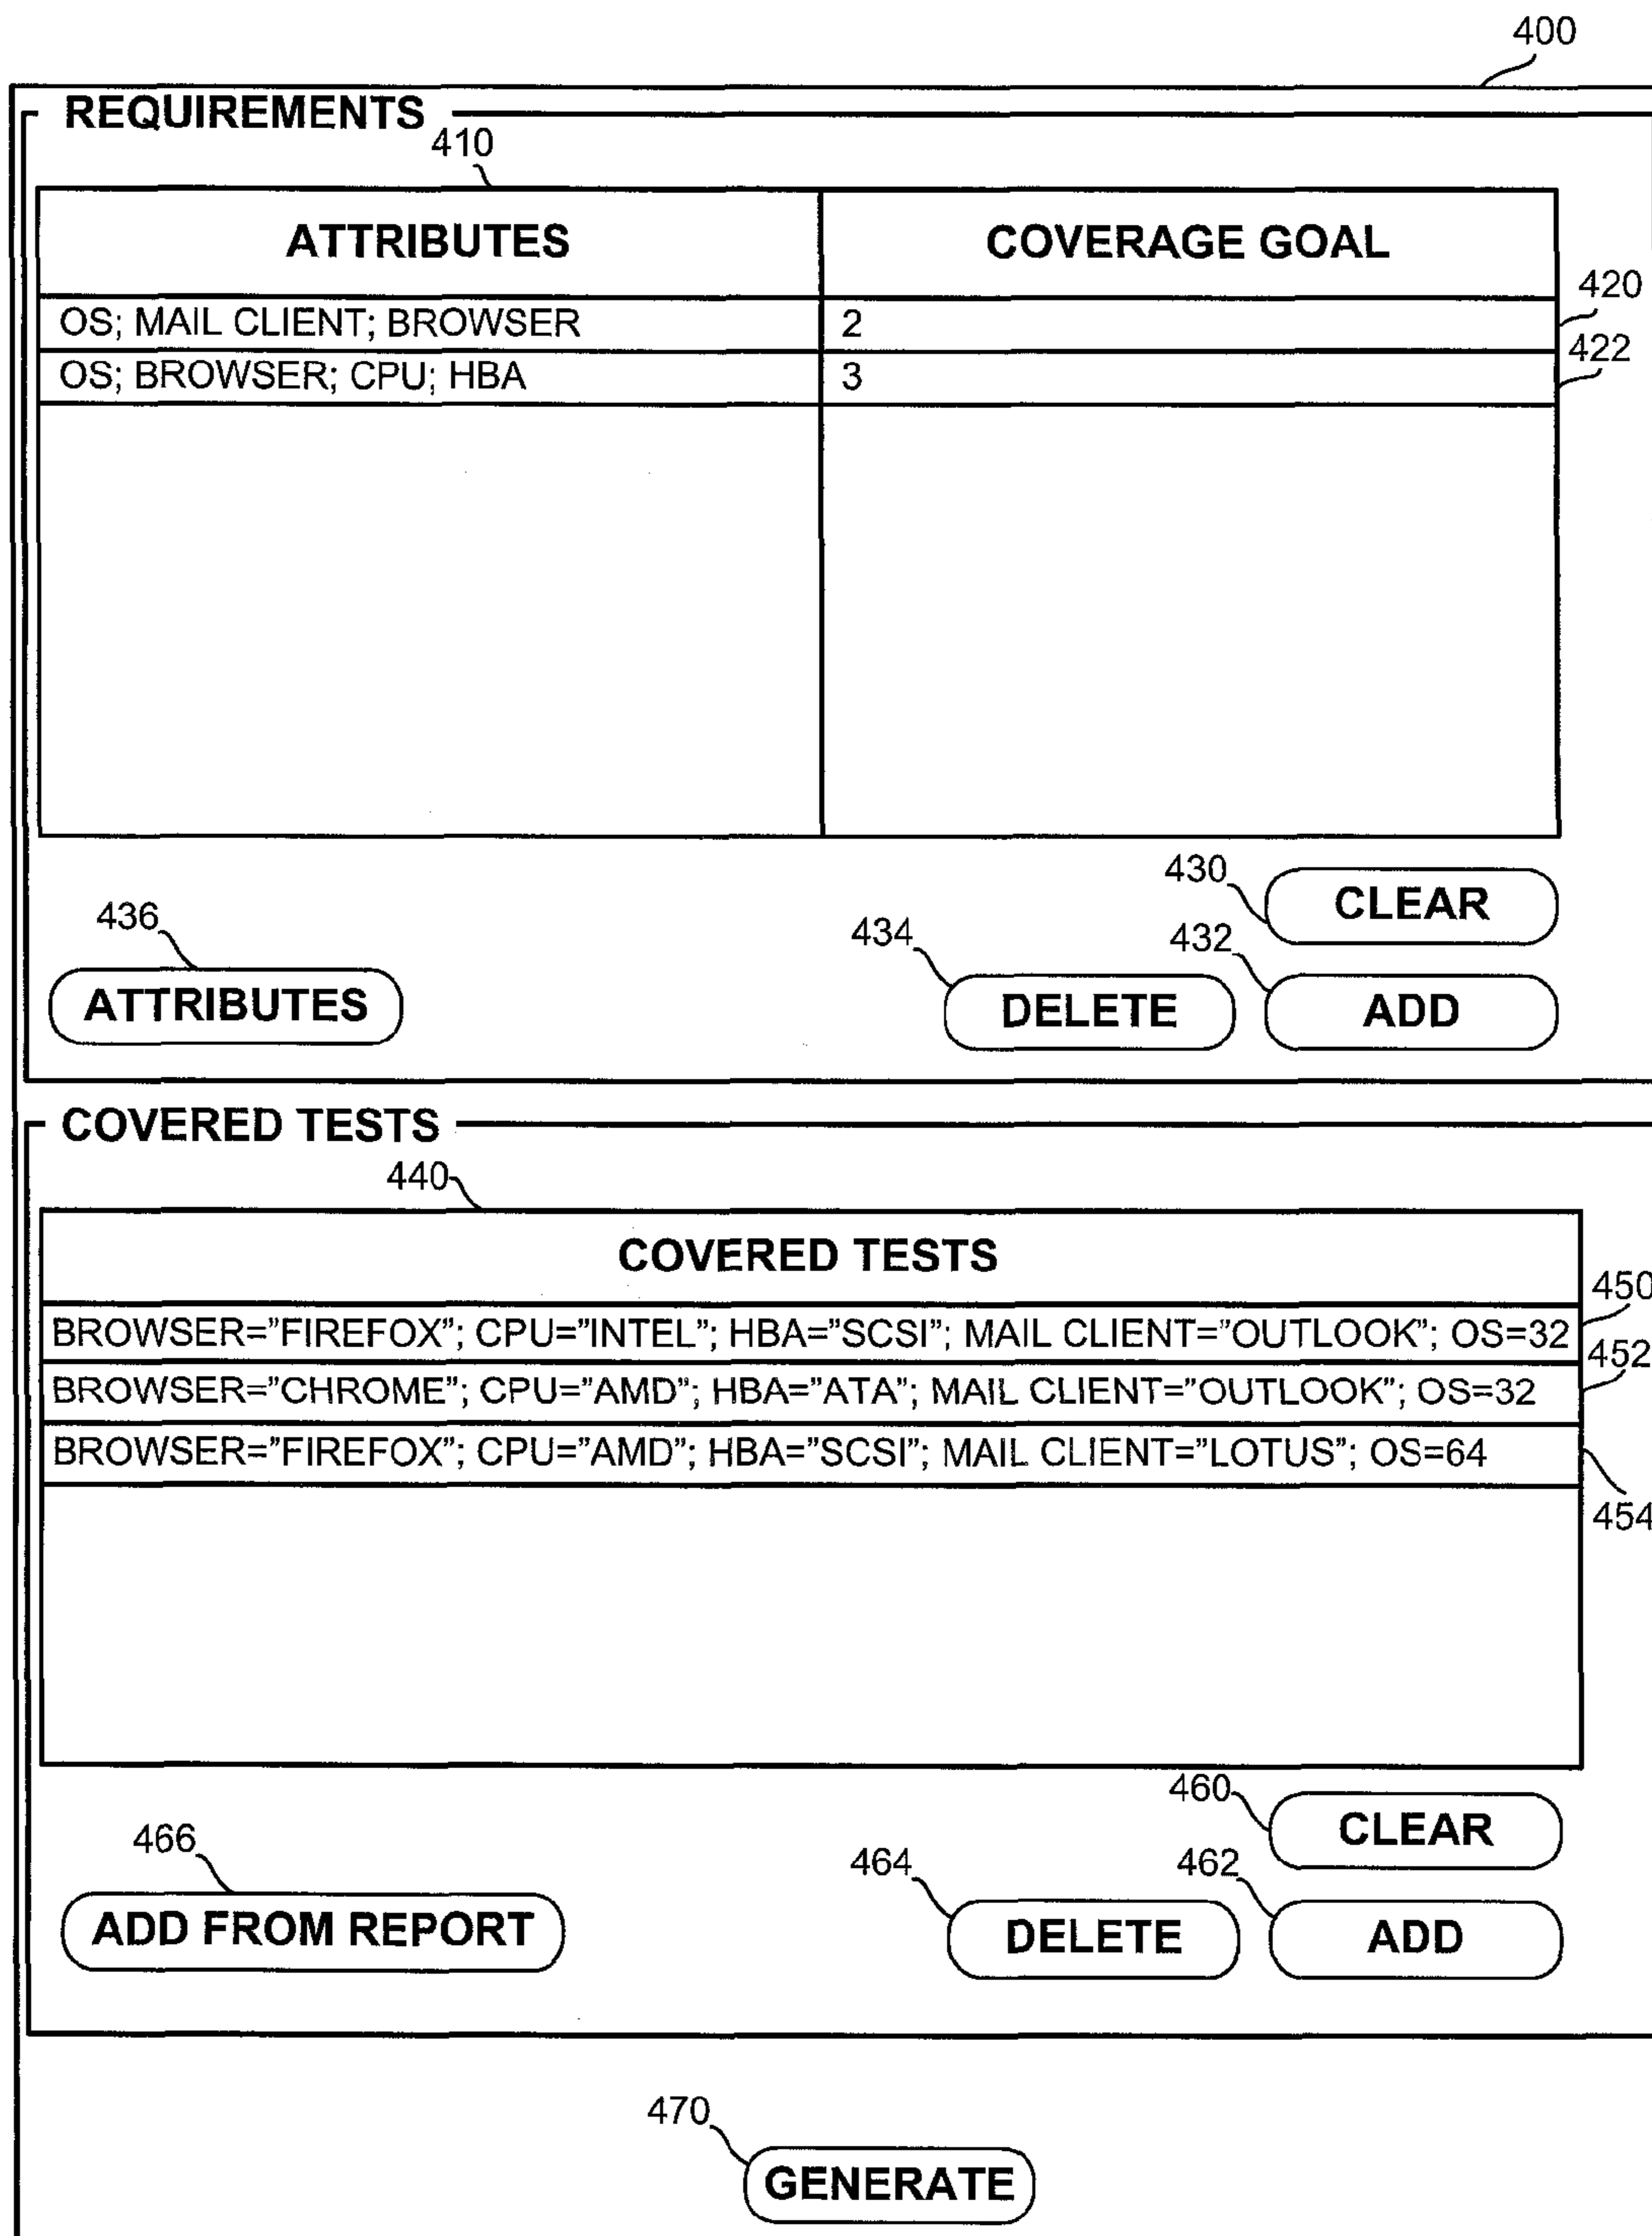 400
REQUIREMENTS
410
ATTRIBUTES COVERAGE GOAL
420
OS; MAIL CLIENT; BROWSER 2
422
OS; BROWSER; CPU; HBA 3
430
CLEAR
436
434
432
ATTRIBUTES
DELETE
ADD
COVERED TESTS
440
COVERED TESTS
450
BROWSER=”FIREFOX”; CPU=”INTEL”; HBA=”SCSI”; MAIL CLIENT=”OUTLOOK”; OS=32
452
BROWSER=”CHROME”; CPU=”AMD”; HBA=”ATA”; MAIL CLIENT=”OUTLOOK”; OS=32
BROWSER=”FIREFOX”; CPU=”AMD”; HBA=”SCSI”; MAIL CLIENT=”LOTUS”; OS=64
454
460
CLEAR
466
464
462
ADD FROM REPORT
DELETE
ADD
470
GENERATE